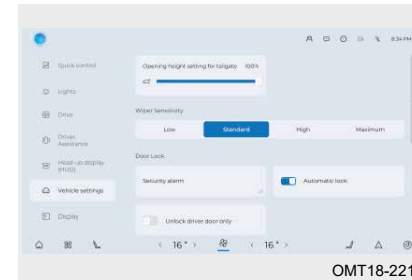 8:34 PM
Quick control
Opening height setting for tailgate 100%
Lights
Wiper Sensitivity
Drive
Low Standard High Maximum
Driver Assistance
Door Lock
Head-up display (HUD)
Security alarm Automatic lock
Vehicle settings
Display
Unlock driver door only
16° 16°
OMT18-221